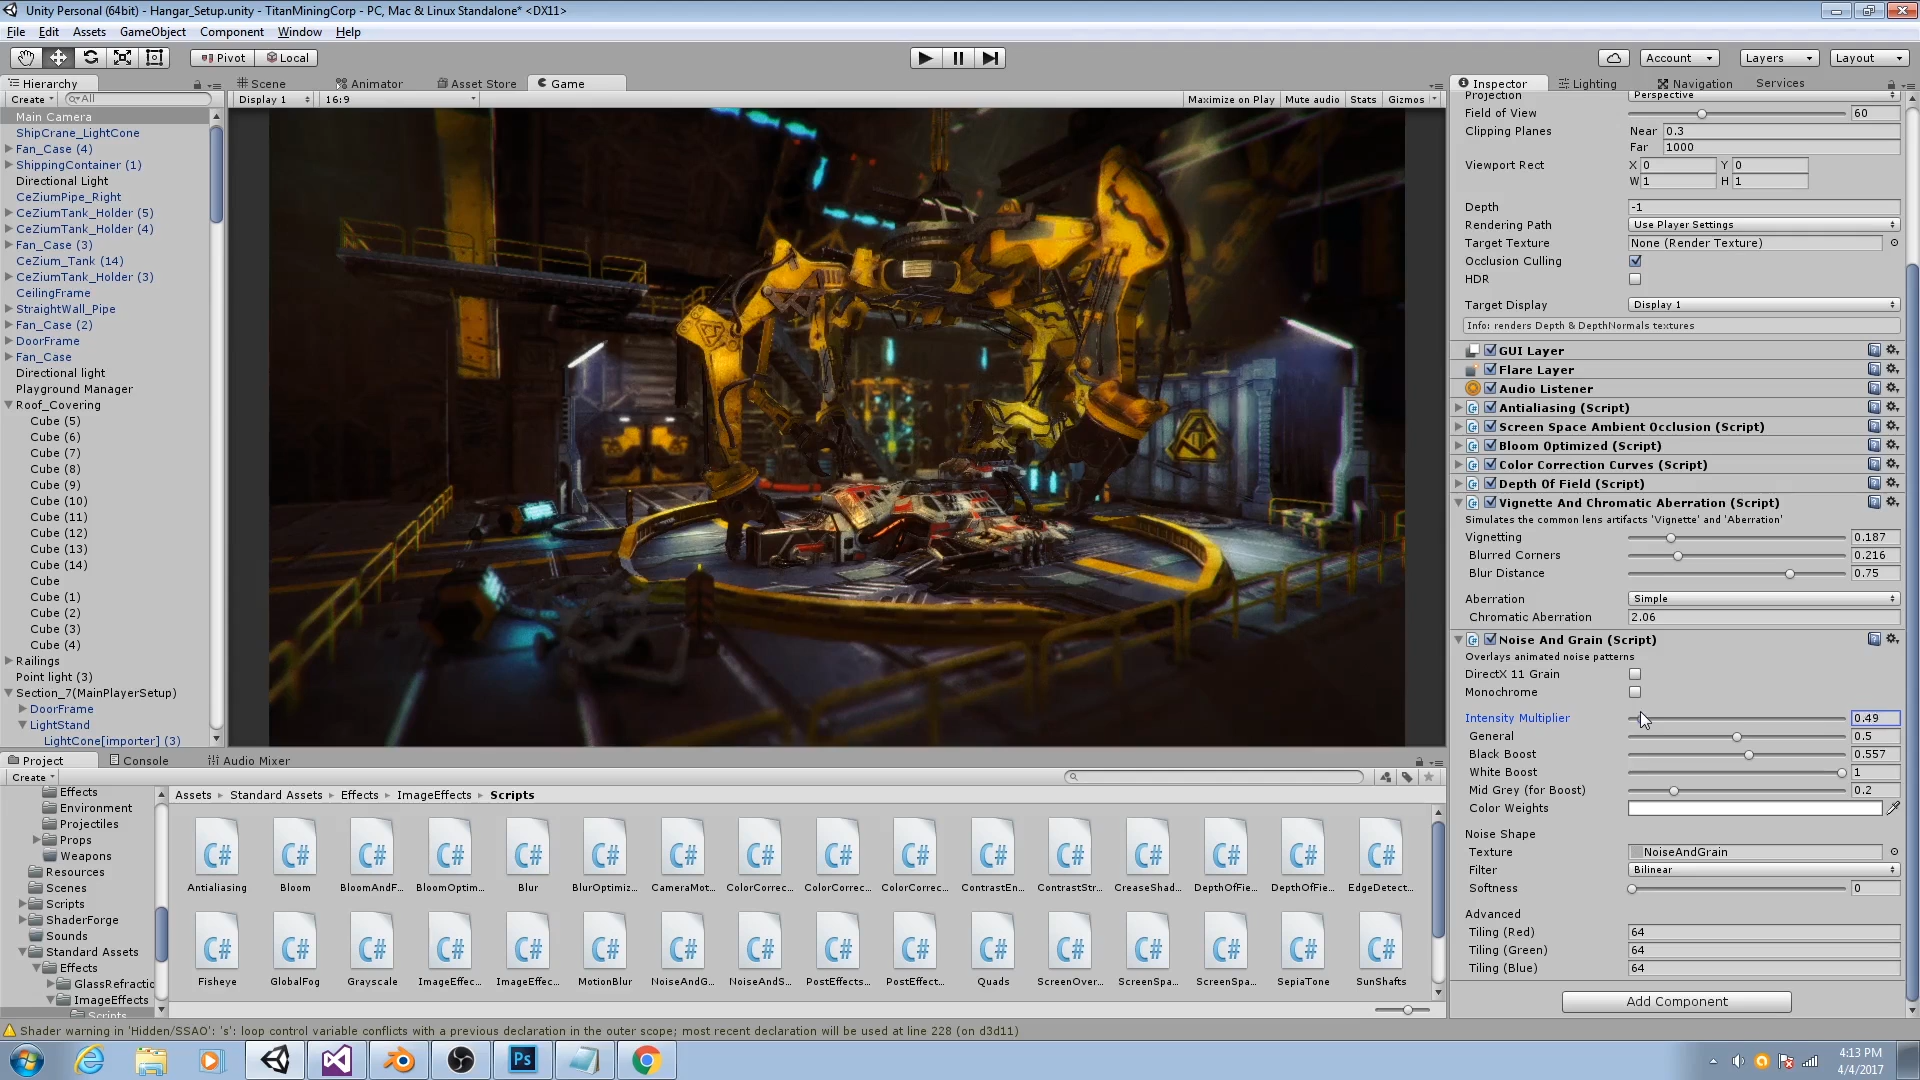 Unity Personal (64bit) - Hangar_Setup.unity - TitanMiningCorp - PC, Mac & Linux Standalone* <DX11>
File Edit Assets GameObject Component Window Help
Pivot Local Account Layers Layout
Hierarchy
Create All
Main Camera
ShipCrane_LightCone
Fan_Case (4)
ShippingContainer (1)
Directional Light
CeZiumPipe_Right
CeZiumTank_Holder (5)
CeZiumTank_Holder (4)
Fan_Case (3)
CeZium_Tank (14)
CeZiumTank_Holder (3)
CeilingFrame
StraightWall_Pipe
Fan_Case (2)
DoorFrame
Fan_Case
Directional light
Playground Manager
Roof_Covering
Cube (5)
Cube (6)
Cube (7)
Cube (8)
Cube (9)
Cube (10)
Cube (11)
Cube (12)
Cube (13)
Cube (14)
Cube
Cube (1)
Cube (2)
Cube (3)
Cube (4)
Railings
Point light (3)
Section_7(MainPlayerSetup)
DoorFrame
LightStand
LightCone[importer] (3)
Scene Animator Asset Store Game
Display 1 16:9 Maximize on Play Mute audio Stats Gizmos
Inspector Lighting Navigation Services
Projection Perspective
Field of View 60
Clipping Planes Near 0.3
Far 1000
Viewport Rect X 0 Y 0
W 1 H 1
Depth -1
Rendering Path Use Player Settings
Target Texture None (Render Texture)
Occlusion Culling
HDR
Target Display Display 1
Info: renders Depth & DepthNormals textures
GUI Layer
Flare Layer
Audio Listener
Antialiasing (Script)
Screen Space Ambient Occlusion (Script)
Bloom Optimized (Script)
Color Correction Curves (Script)
Depth Of Field (Script)
Vignette And Chromatic Aberration (Script)
Simulates the common lens artifacts 'Vignette' and 'Aberration'
Vignetting 0.187
Blurred Corners 0.216
Blur Distance 0.75
Aberration Simple
Chromatic Aberration 2.06
Noise And Grain (Script)
Overlays animated noise patterns
DirectX 11 Grain
Monochrome
Intensity Multiplier 0.49
General 0.5
Black Boost 0.557
White Boost 1
Mid Grey (for Boost) 0.2
Color Weights
Noise Shape
Texture NoiseAndGrain
Filter Bilinear
Softness 0
Advanced
Tiling (Red) 64
Tiling (Green) 64
Tiling (Blue) 64
Add Component
Project Console Audio Mixer
Create
Effects
Environment
Projectiles
Props
Weapons
Resources
Scenes
Scripts
ShaderForge
Sounds
Standard Assets
Effects
GlassRefractic
ImageEffects
Scripts
Assets Standard Assets Effects ImageEffects Scripts
C# C# C# C# C# C# C# C# C# C# C# C# C# C# C# C#
Antialiasing Bloom BloomAndF... BloomOptim... Blur BlurOptimiz... CameraMot... ColorCorrec... ColorCorrec... ColorCorrec... ContrastEn... ContrastStr... CreaseShad... DepthOfFie... DepthOfFie... EdgeDetect...
C# C# C# C# C# C# C# C# C# C# C# C# C# C# C# C#
Fisheye GlobalFog Grayscale ImageEffec... ImageEffec... MotionBlur NoiseAndG... NoiseAndS... PostEffects... PostEffect... Quads ScreenOver... ScreenSpa... ScreenSpa... SepiaTone SunShafts
Shader warning in 'Hidden/SSAO': 's': loop control variable conflicts with a previous declaration in the outer scope; most recent declaration will be used at line 228 (on d3d11)
Ps
4:13 PM
4/4/2017